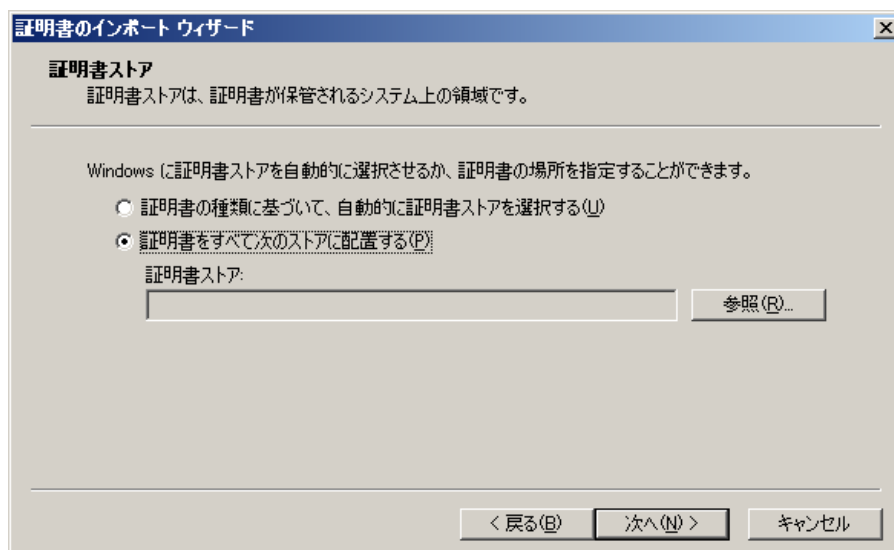 証明書のインポート ウィザード
証明書ストア
証明書ストアは、証明書が保管されるシステム上の領域です。
Windows に証明書ストアを自動的に選択させるか、証明書の場所を指定することができます。
証明書の種類に基づいて、自動的に証明書ストアを選択する(U)
証明書をすべて次のストアに配置する(P)
証明書ストア:
参照(R)...
< 戻る(B) 次へ(N) > キャンセル